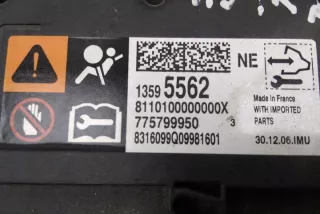 NE
1359 5562
8110100000000X
775799950 3
8316099Q09981601
Made in France
WITH IMPORTED
PARTS
30.12.06.IMU